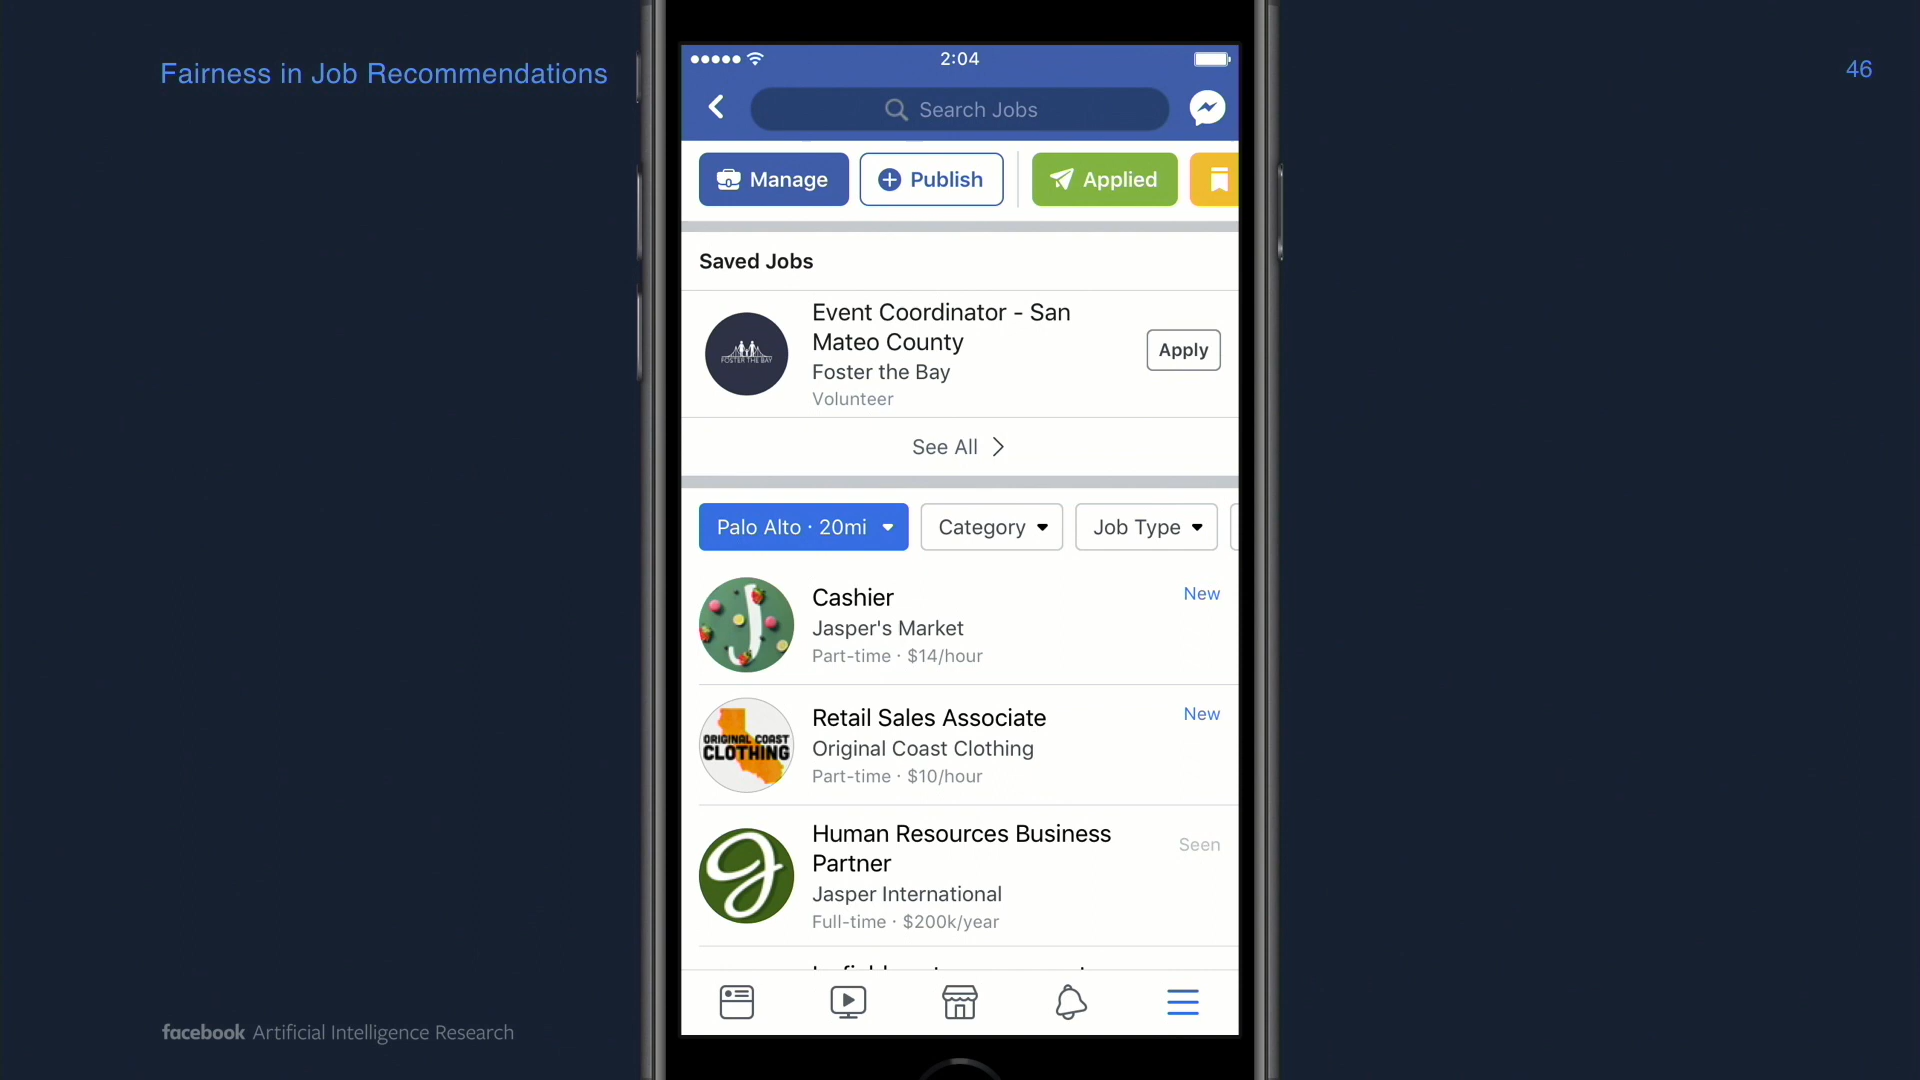 Fairness in Job Recommendations
46
2:04
Search Jobs
Manage
Publish
Applied
Saved Jobs
FOSTER THE BAY
Event Coordinator - San
Mateo County
Foster the Bay
Volunteer
Apply
See All
Palo Alto · 20mi
Category
Job Type
Cashier
New
Jasper's Market
Part-time · $14/hour
ORIGINAL COAST
CLOTHING
Retail Sales Associate
New
Original Coast Clothing
Part-time · $10/hour
Human Resources Business
Partner
Seen
Jasper International
Full-time · $200k/year
facebook Artificial Intelligence Research